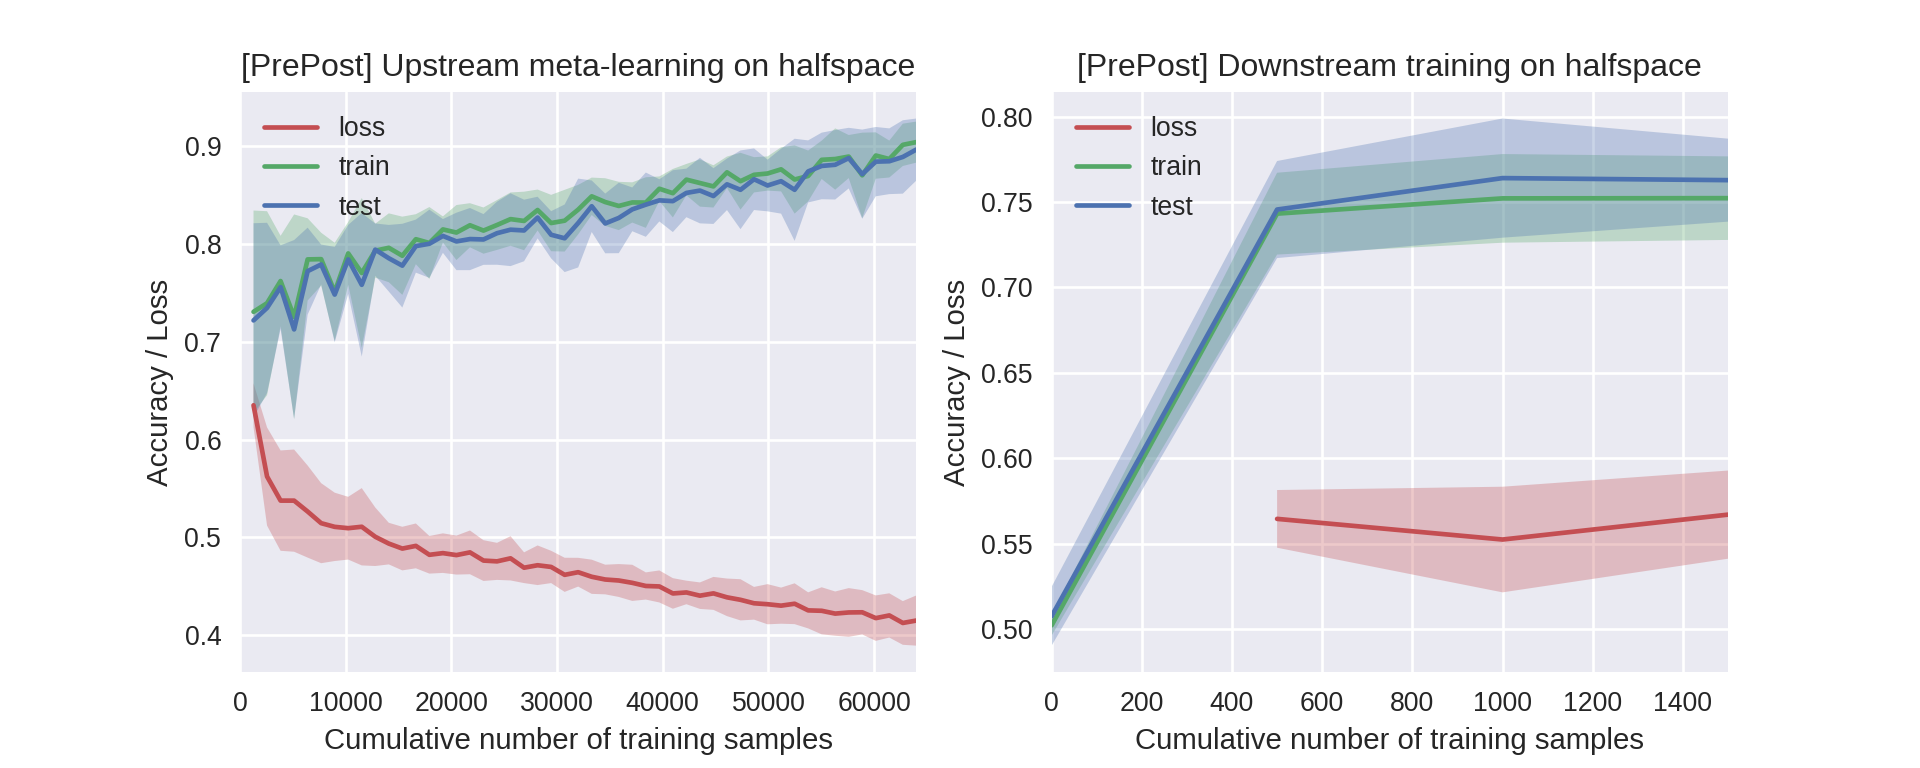 [PrePost] Upstream meta-learning on halfspace
loss
train
test
0.9
0.8
0.7
0.6
0.5
0.4
Accuracy / Loss
0 10000 20000 30000 40000 50000 60000
Cumulative number of training samples
[PrePost] Downstream training on halfspace
loss
train
test
0.80
0.75
0.70
0.65
0.60
0.55
0.50
Accuracy / Loss
0 200 400 600 800 1000 1200 1400
Cumulative number of training samples